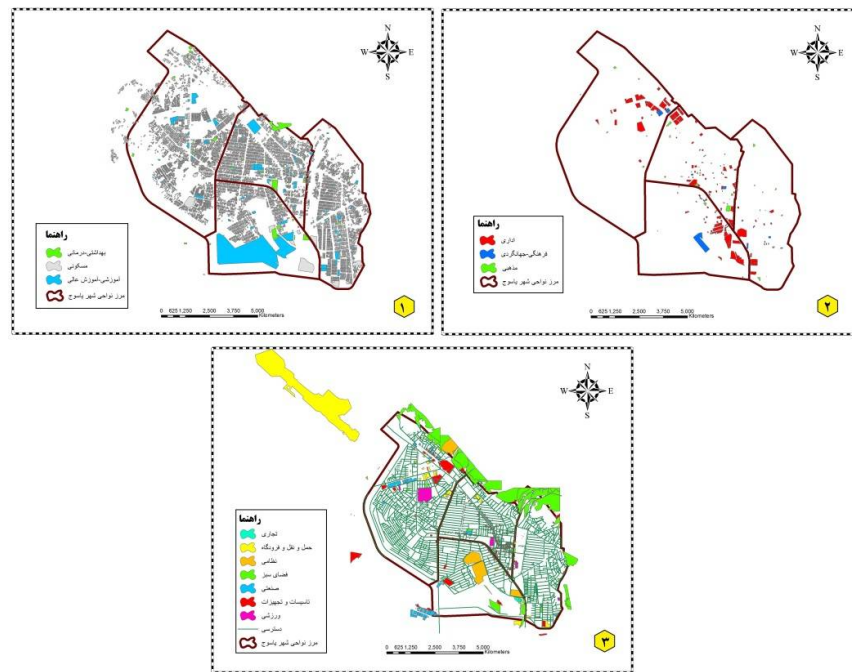 N
W E
S
راهنما
بهداشتی-درمانی
مسکونی
آموزشی-آموزش عالی
مرز نواحی شهر یاسوج
0 625 1,250 2,500 3,750 5,000
Kilometers
۱
N
W E
S
راهنما
اداری
فرهنگی-جهانگردی
مذهبی
مرز نواحی شهر یاسوج
0 625 1,250 2,500 3,750 5,000
Kilometers
۲
N
W E
S
راهنما
تجاری
حمل و نقل و فرودگاه
نظامی
فضای سبز
صنعتی
تاسیسات و تجهیزات
ورزشی
دسترسی
مرز نواحی شهر یاسوج
0 625 1,250 2,500 3,750 5,000
Kilometers
۳